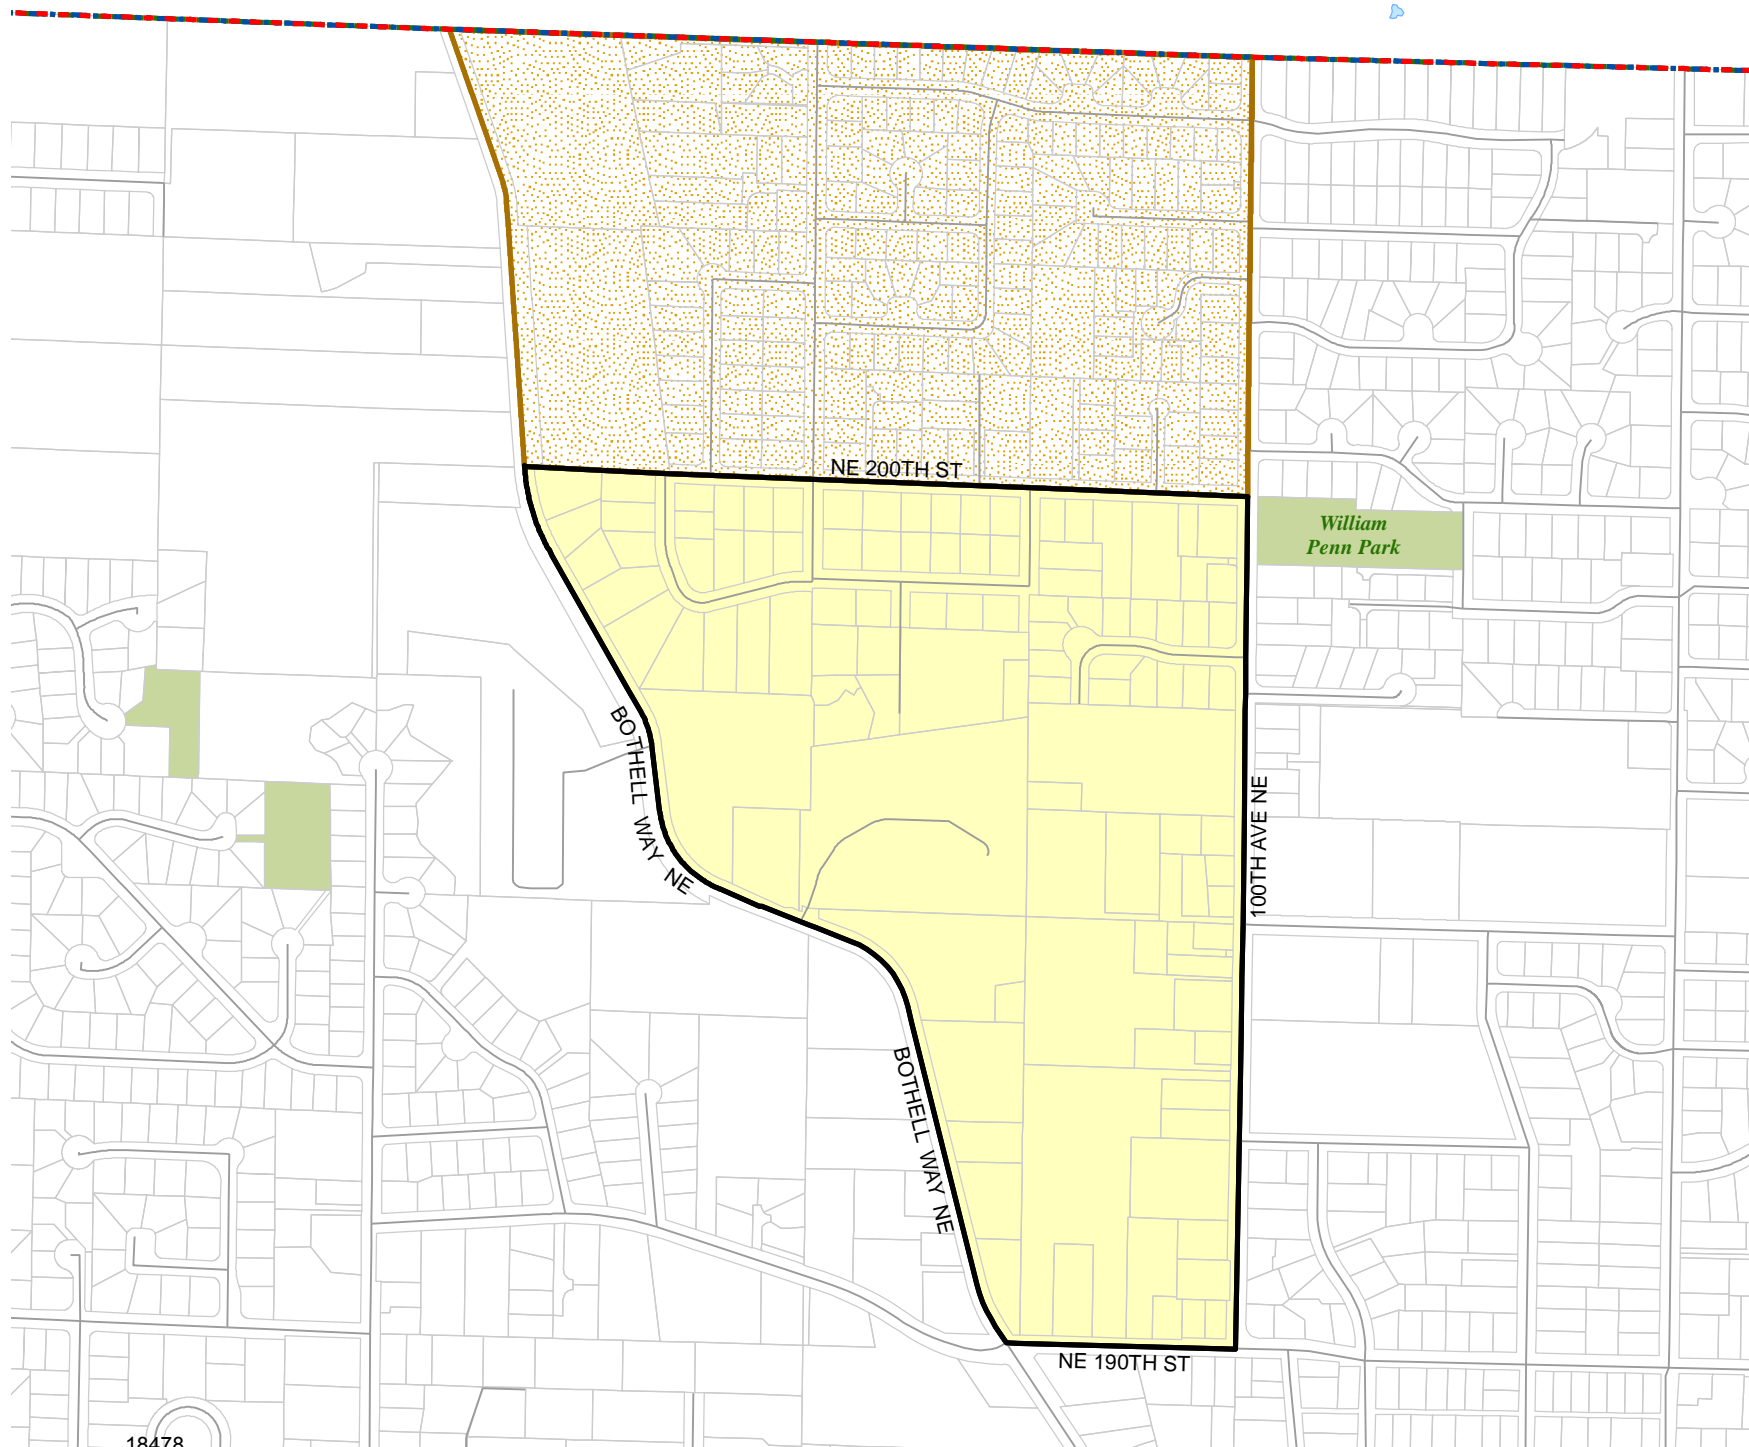 NE 200TH ST
William
Penn Park
BOTHELL WAY NE
100TH AVE NE
BOTHELL WAY NE
NE 190TH ST
18478